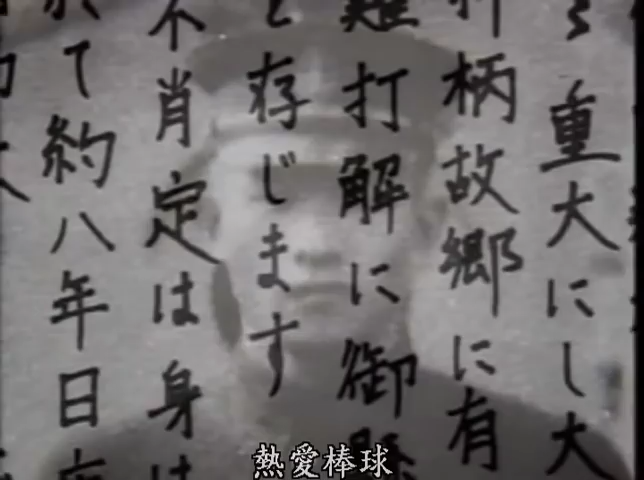 重大にし大
折柄故郷に有
難打解に御
と存じます
不肖定は身は
て約八年日
熱愛棒球